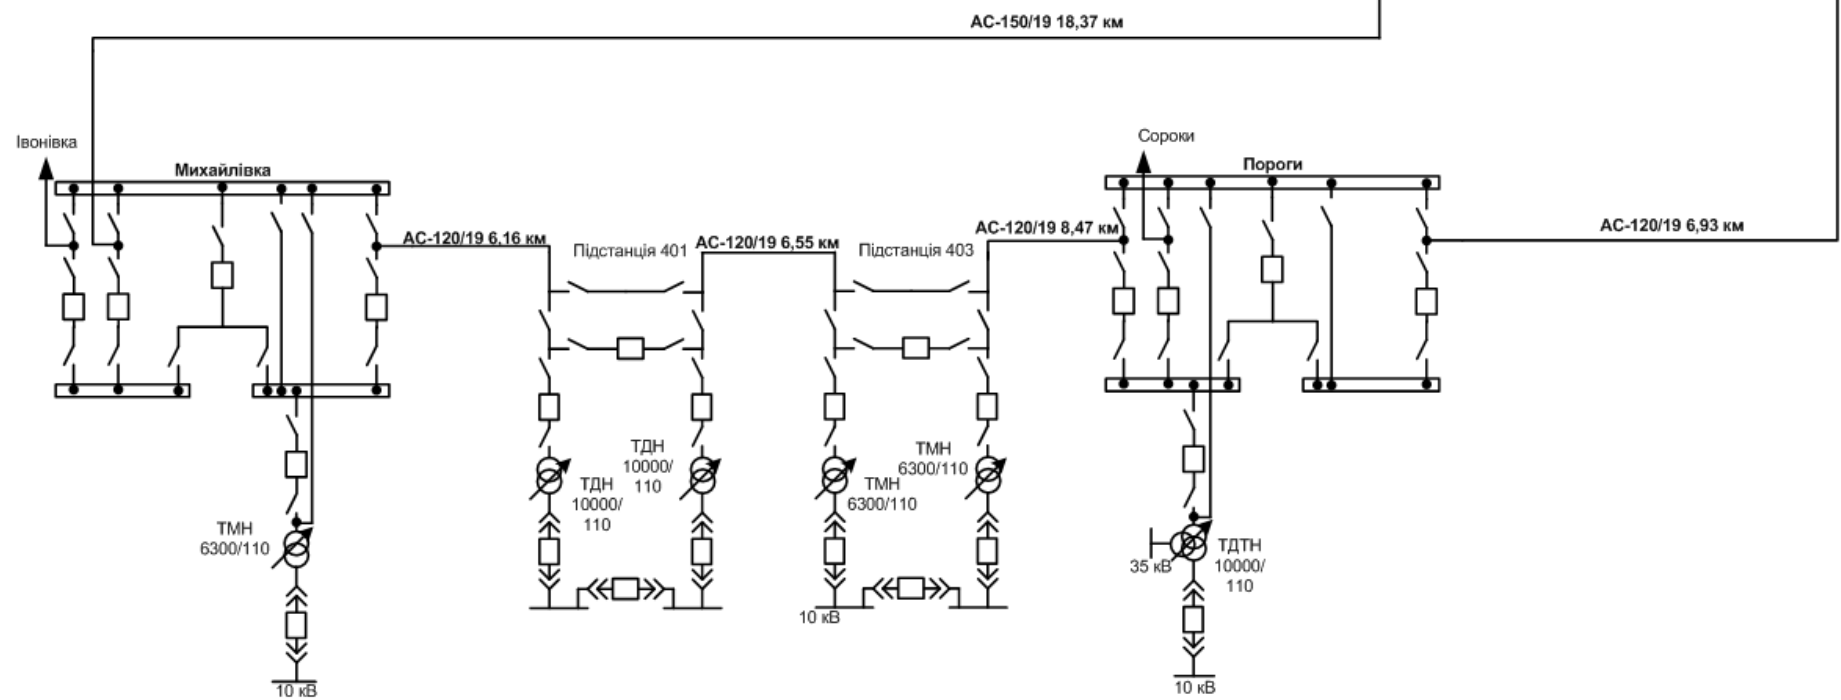 АС-150/19 18,37 км
Івонівка
Михайлівка
Сороки
Пороги
АС-120/19 6,16 км
Підстанція 401
АС-120/19 6,55 км
Підстанція 403
АС-120/19 8,47 км
АС-120/19 6,93 км
ТМН
6300/110
10 кВ
ТДН
10000/
110
ТДН
10000/
110
ТМН
6300/110
ТМН
6300/110
10 кВ
35 кВ
ТДТН
10000/
110
10 кВ